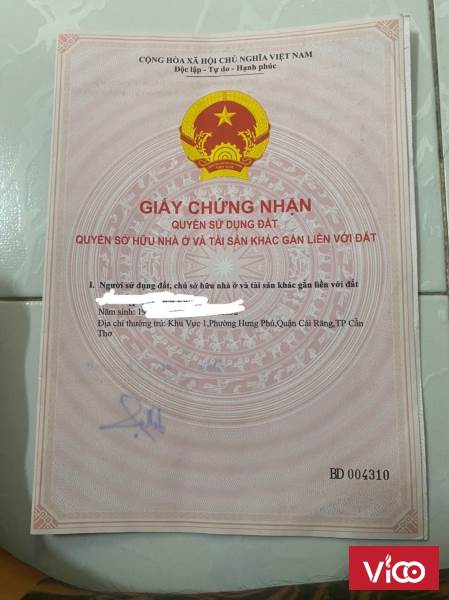 CỘNG HÒA XÃ HỘI CHỦ NGHĨA VIỆT NAM
Độc lập - Tự do - Hạnh phúc
GIẤY CHỨNG NHẬN
QUYỀN SỬ DỤNG ĐẤT
QUYỀN SỞ HỮU NHÀ Ở VÀ TÀI SẢN KHÁC GẮN LIỀN VỚI ĐẤT
I. Người sử dụng đất, chủ sở hữu nhà ở và tài sản khác gắn liền với đất
Năm sinh: 19
Địa chỉ thường trú: Khu Vực 1,Phường Hưng Phú,Quận Cái Răng,TP Cần
Thơ
BD 004310
Vico